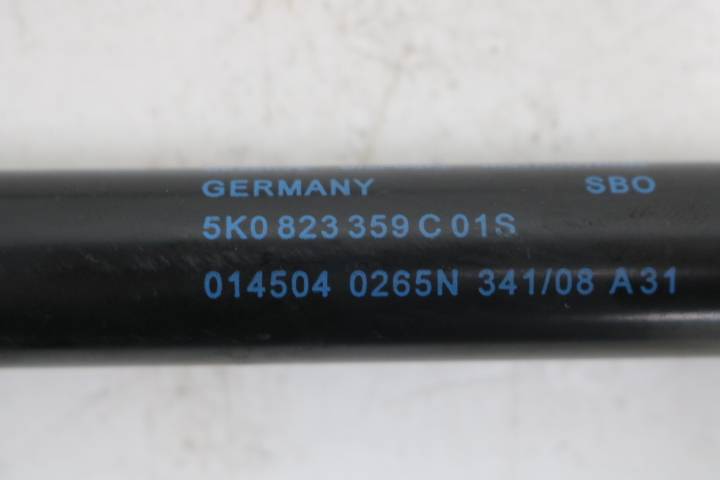 GERMANY SBO
5K0 823 359 C 01S
014504 0265N 341/08 A31